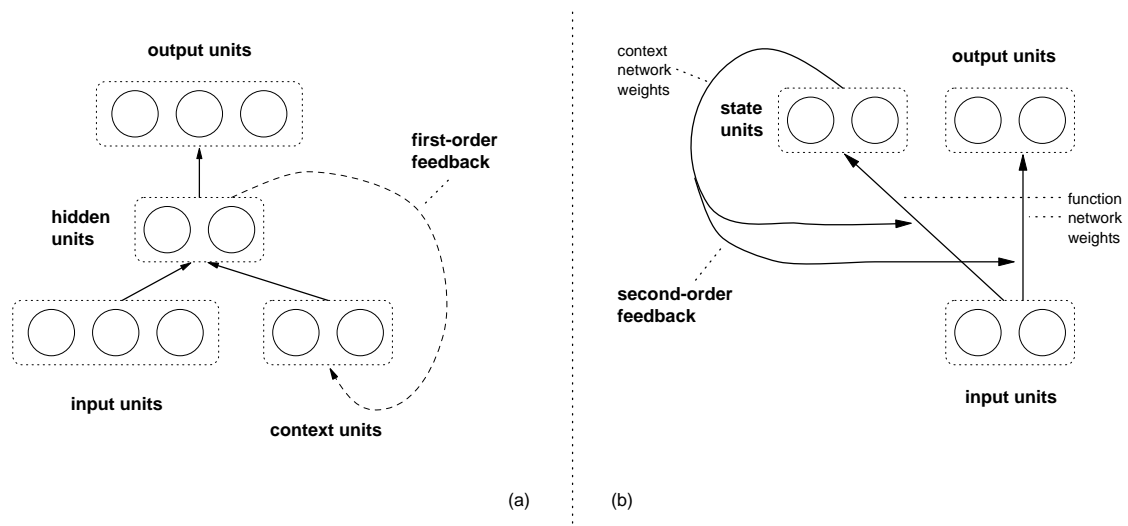 output units
first-order
feedback
hidden
units
input units
context units
(a)
context
network
weights
output units
state
units
function
network
weights
second-order
feedback
input units
(b)